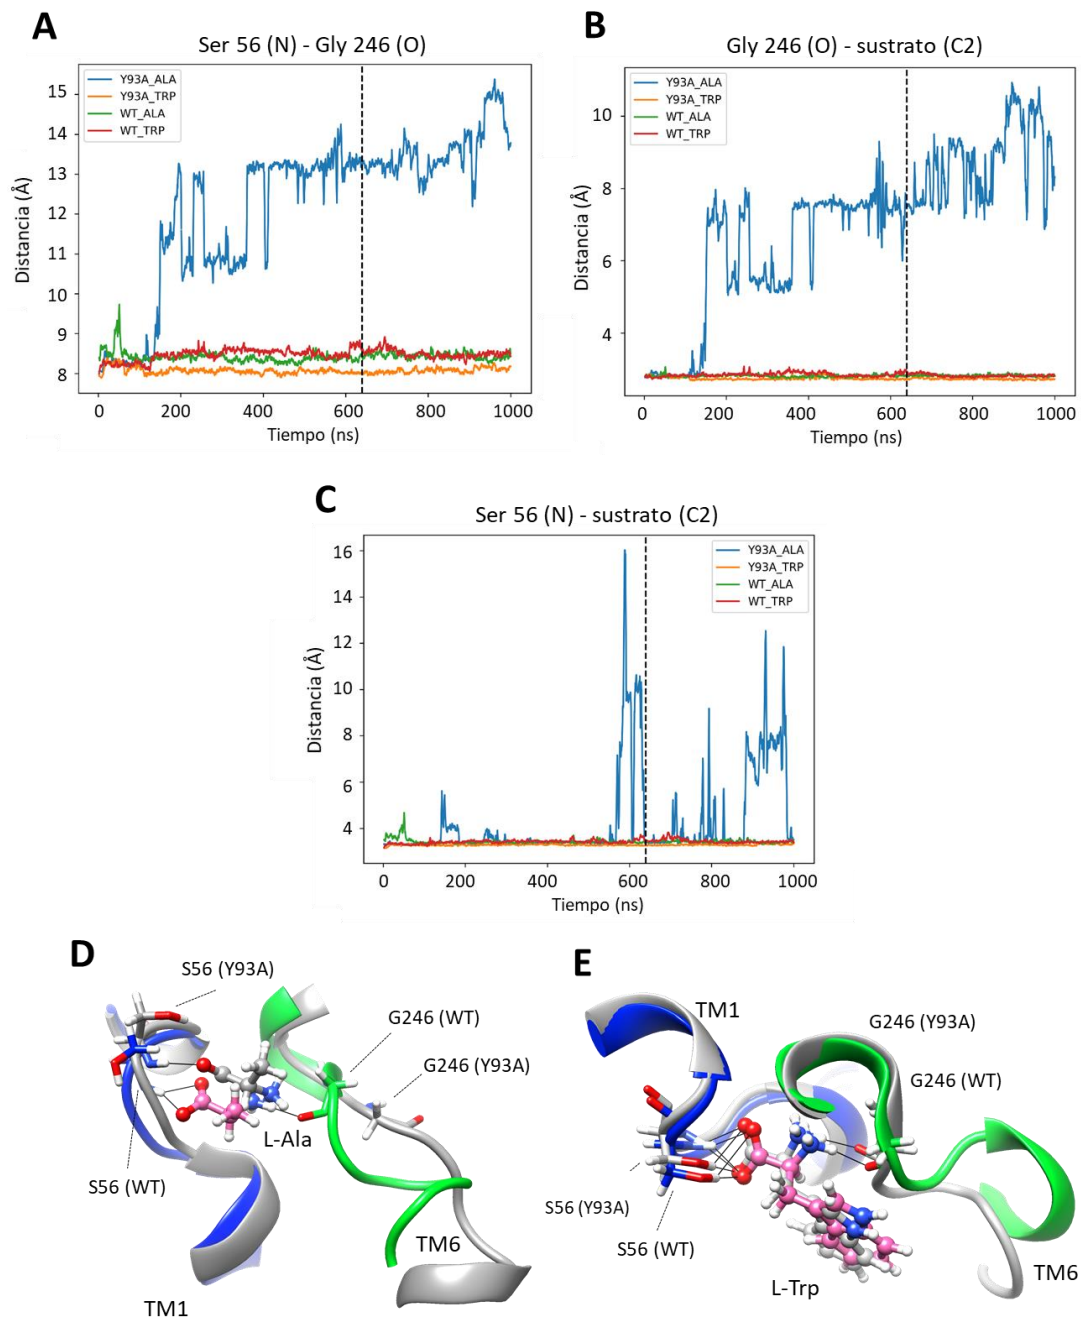 A
Ser 56 (N) - Gly 246 (O)
Y93A_ALA
Y93A_TRP
WT_ALA
WT_TRP
15
14
13
12
11
10
9
8
Distancia (Å)
0 200 400 600 800 1000
Tiempo (ns)
B
Gly 246 (O) - sustrato (C2)
Y93A_ALA
Y93A_TRP
WT_ALA
WT_TRP
10
8
6
4
Distancia (Å)
0 200 400 600 800 1000
Tiempo (ns)
C
Ser 56 (N) - sustrato (C2)
Y93A_ALA
Y93A_TRP
WT_ALA
WT_TRP
16
14
12
10
8
6
4
Distancia (Å)
0 200 400 600 800 1000
Tiempo (ns)
D
S56 (Y93A)
G246 (WT)
G246 (Y93A)
L-Ala
S56 (WT)
TM6
TM1
E
TM1
G246 (Y93A)
G246 (WT)
S56 (Y93A)
S56 (WT)
L-Trp
TM6